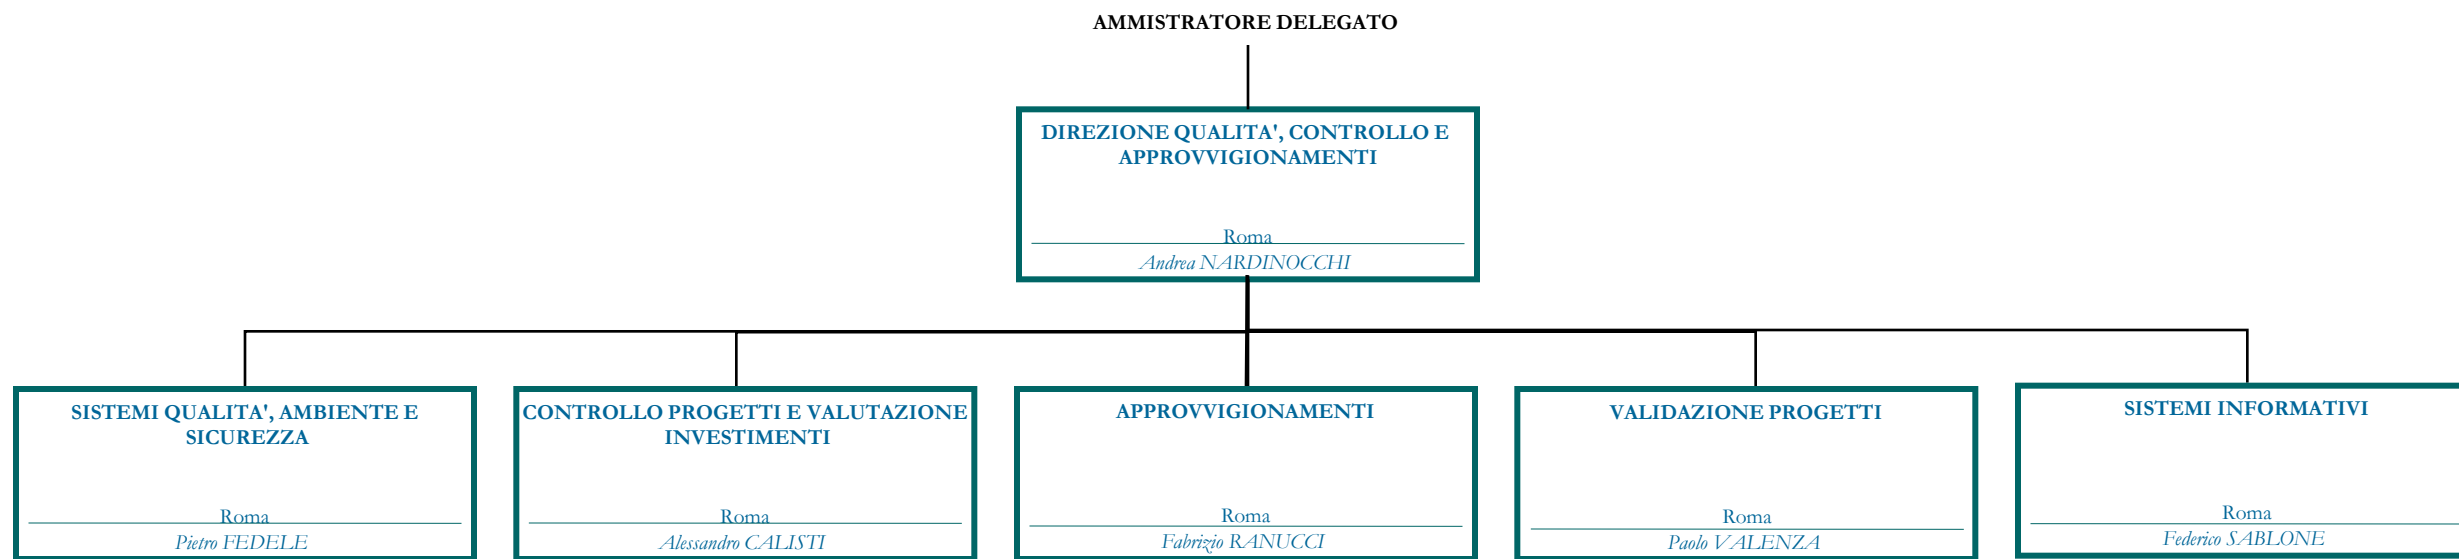 AMMISTRATORE DELEGATO
DIREZIONE QUALITA', CONTROLLO E
APPROVVIGIONAMENTI
Roma
Andrea NARDINOCCHI
SISTEMI QUALITA', AMBIENTE E
SICUREZZA
Roma
Pietro FEDELE
CONTROLLO PROGETTI E VALUTAZIONE
INVESTIMENTI
Roma
Alessandro CALISTI
APPROVVIGIONAMENTI
Roma
Fabrizio RANUCCI
VALIDAZIONE PROGETTI
Roma
Paolo VALENZA
SISTEMI INFORMATIVI
Roma
Federico SABLONE